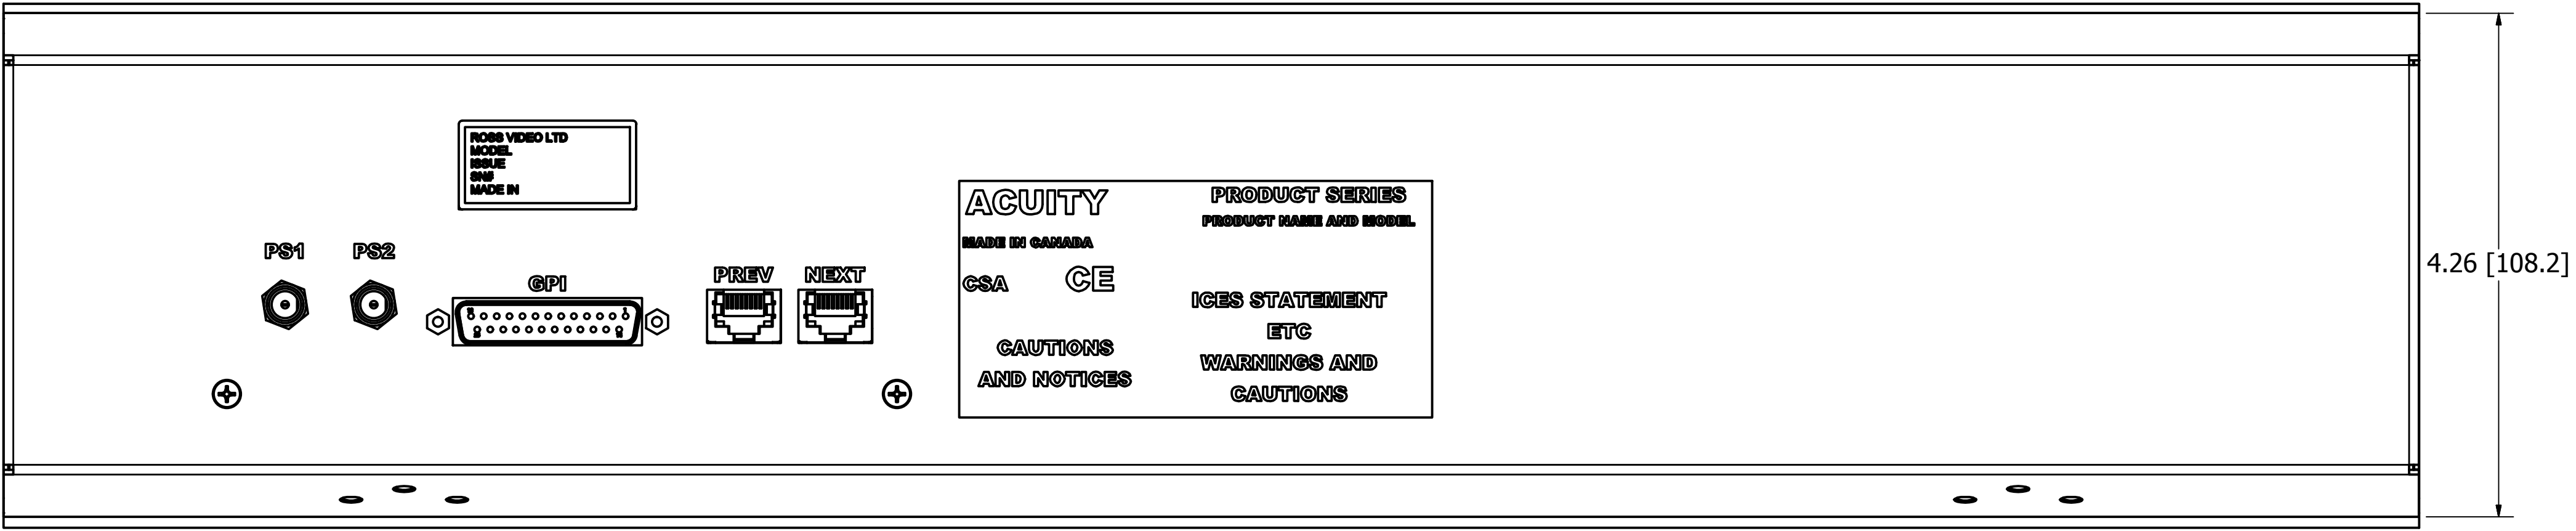 ROSS VIDEO LTD
MODEL
ISSUE
SN#
MADE IN
PS1
PS2
GPI
PREV
NEXT
ACUITY
MADE IN CANADA
CSA
CE
CAUTIONS
AND NOTICES
PRODUCT SERIES
PRODUCT NAME AND MODEL
ICES STATEMENT
ETC
WARNINGS AND
CAUTIONS
4.26 [108.2]